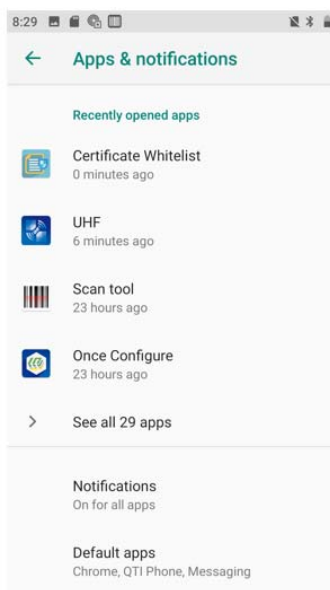 8:29
Apps & notifications
Recently opened apps
Certificate Whitelist
0 minutes ago
UHF
6 minutes ago
Scan tool
23 hours ago
Once Configure
23 hours ago
See all 29 apps
Notifications
On for all apps
Default apps
Chrome, QTI Phone, Messaging